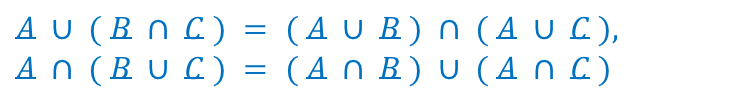 A ∪ ( B ∩ C ) = ( A ∪ B ) ∩ ( A ∪ C ),
A ∩ ( B ∪ C ) = ( A ∩ B ) ∪ ( A ∩ C )